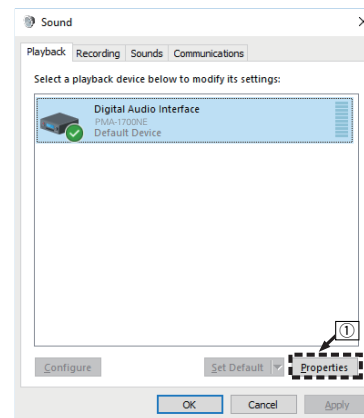 Sound
Playback Recording Sounds Communications
Select a playback device below to modify its settings:
Digital Audio Interface
PMA-1700NE
Default Device
①
Configure Set Default Properties
OK Cancel Apply